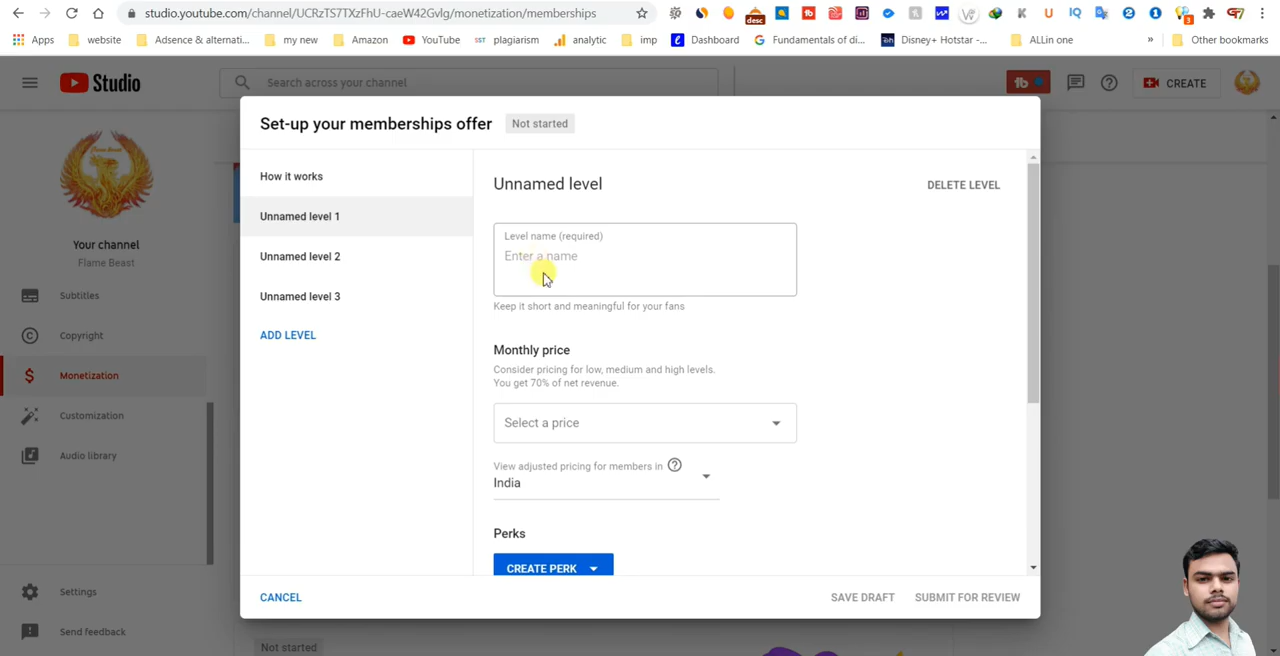 studio.youtube.com/channel/UCRzTS7TXzFhU-caeW42Gvlg/monetization/memberships
desc
Apps website Adsence & alternati... my new Amazon YouTube SST plagiarism analytic imp Dashboard Fundamentals of di... Disney+ Hotstar -... ALLin one » Other bookmarks
Studio
Search across your channel
CREATE
Set-up your memberships offer
Not started
How it works
Unnamed level 1
Unnamed level 2
Unnamed level 3
ADD LEVEL
Unnamed level
DELETE LEVEL
Level name (required)
Enter a name
Keep it short and meaningful for your fans
Monthly price
Consider pricing for low, medium and high levels.
You get 70% of net revenue.
Select a price
View adjusted pricing for members in
India
Perks
CREATE PERK
CANCEL
SAVE DRAFT
SUBMIT FOR REVIEW
Flame Beast
Your channel
Flame Beast
Subtitles
Copyright
Monetization
Customization
Audio library
Settings
Send feedback
Not started